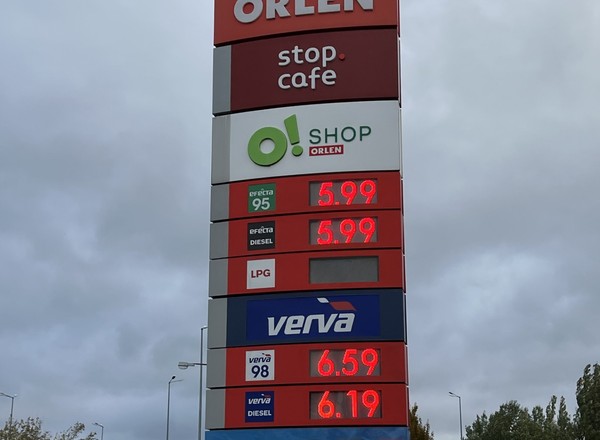 ORLEN
stop.
cafe
O! SHOP
ORLEN
efecta
95
5.99
efecta
DIESEL
5.99
LPG
verva
verva
98
6.59
verva
DIESEL
6.19